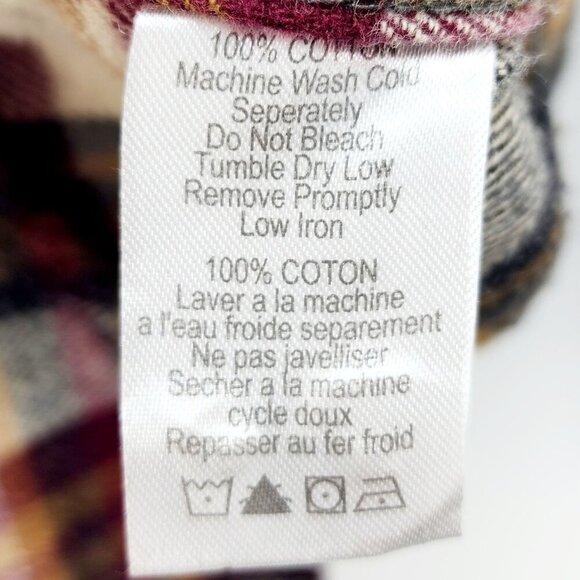 100% COTTON
Machine Wash Cold
Seperately
Do Not Bleach
Tumble Dry Low
Remove Promptly
Low Iron
100% COTON
Laver a la machine
a l'eau froide separement
Ne pas javelliser
Secher a la machine
cycle doux
Repasser au fer froid